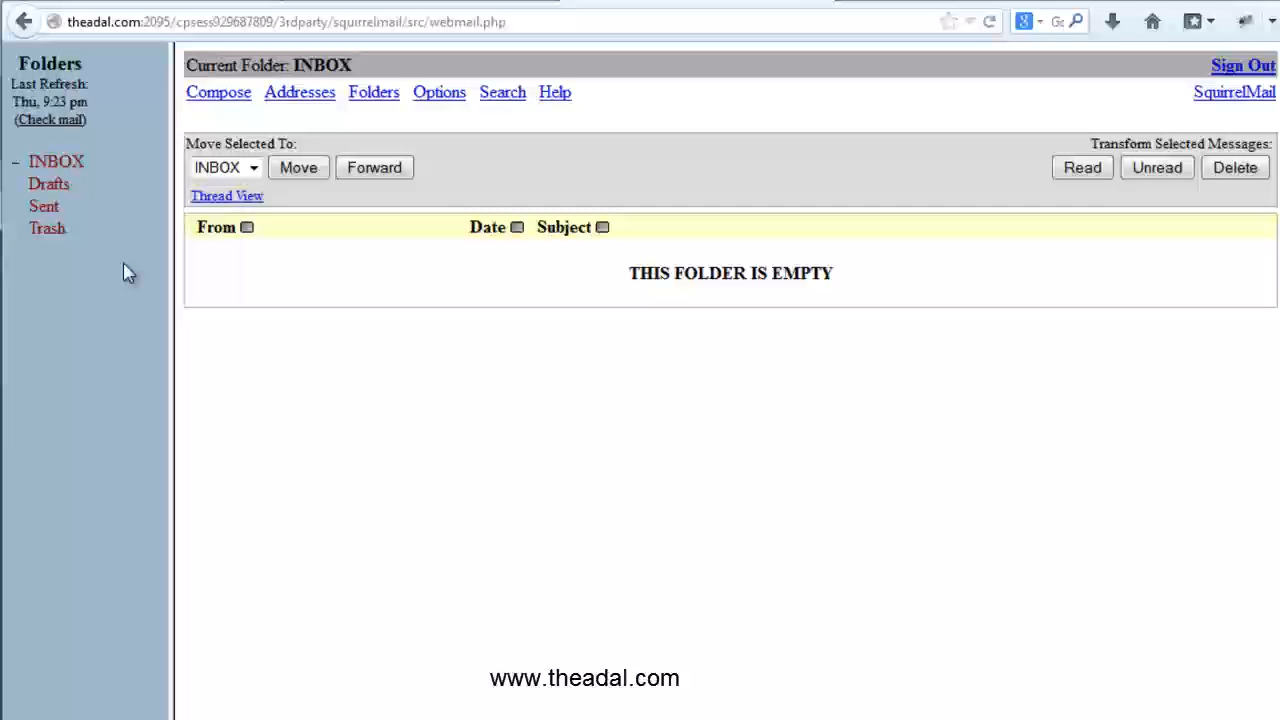 theadal.com:2095/cpsess929687809/3rdparty/squirrelmail/src/webmail.php
Folders
Last Refresh:
Thu, 9:23 pm
(Check mail)
INBOX
Drafts
Sent
Trash
Current Folder: INBOX
Sign Out
Compose Addresses Folders Options Search Help
SquirrelMail
Move Selected To:
Transform Selected Messages:
INBOX Move Forward
Read Unread Delete
Thread View
From Date Subject
THIS FOLDER IS EMPTY
www.theadal.com